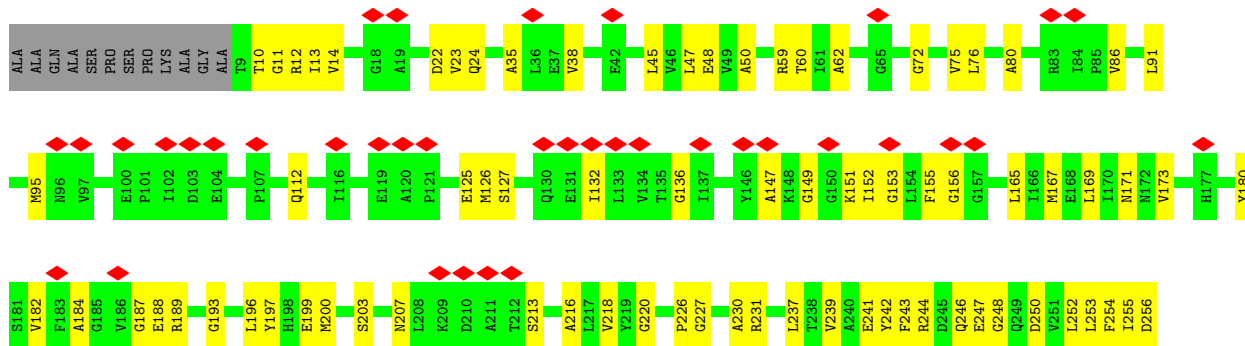 ALA ALA GLN ALA SER PRO SER PRO LYS ALA GLY ALA T9 T10 G11 R12 I13 V14 G18 A19 D22 V23 Q24 A35 L36 E37 V38 E42 L45 V46 L47 E48 V49 A50 R59 T60 I61 A62 G65 G72 V75 L76 A80 R83 I84 P85 V86 L91
M95 N96 V97 E100 P101 I102 D103 E104 P107 Q112 I116 E119 A120 P121 E125 M126 S127 Q130 E131 I132 L133 V134 T135 G136 I137 Y146 A147 K148 G149 G150 K151 I152 G153 L154 F155 G156 G157 L165 I166 M167 E168 L169 I170 N171 N172 V173 H177 Y180
S181 V182 F183 A184 G185 V186 G187 E188 R189 G193 L196 Y197 H198 E199 M200 S203 N207 L208 K209 D210 A211 T212 S213 A216 L217 V218 Y219 G220 P226 G227 A230 R231 L237 T238 V239 A240 E241 Y242 F243 R244 D245 Q246 E247 G248 Q249 D250 V251 L252 L253 F254 I255 D256